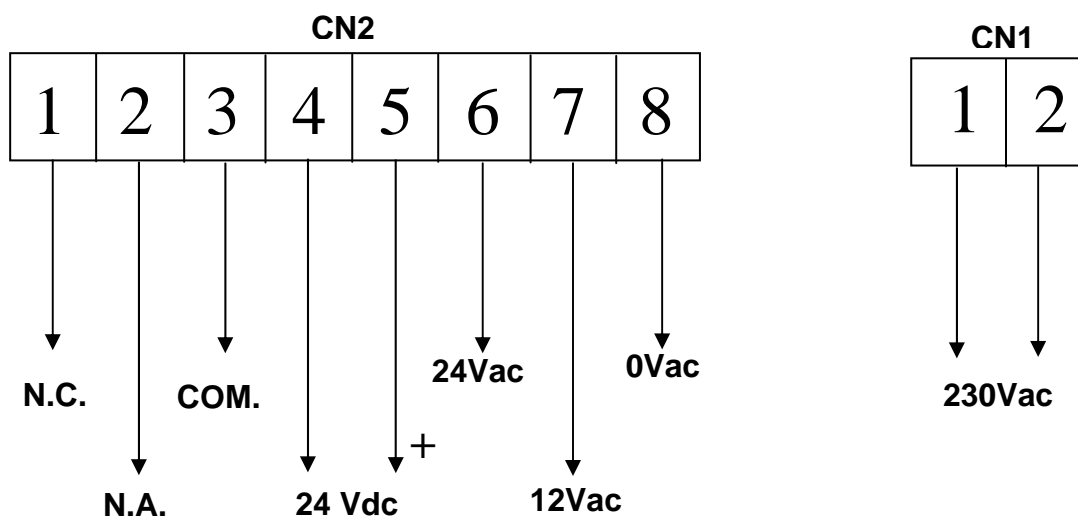 CN2
CN1
1 2 3 4 5 6 7 8
1 2
24Vac
0Vac
N.C.
COM.
230Vac
+
N.A.
24 Vdc
12Vac